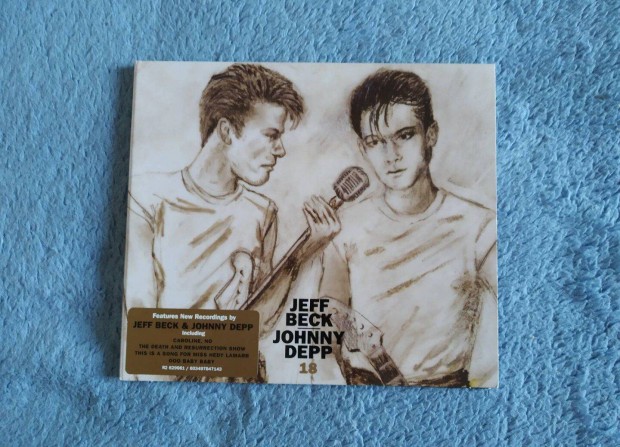 JEFF
BECK
JOHNNY
DEPP
18
Features New Recordings by
JEFF BECK & JOHNNY DEPP
including
CAROLINE, NO
THE DEATH AND RESURRECTION SHOW
THIS IS A SONG FOR MISS HEDY LAMARR
OOO BABY BABY